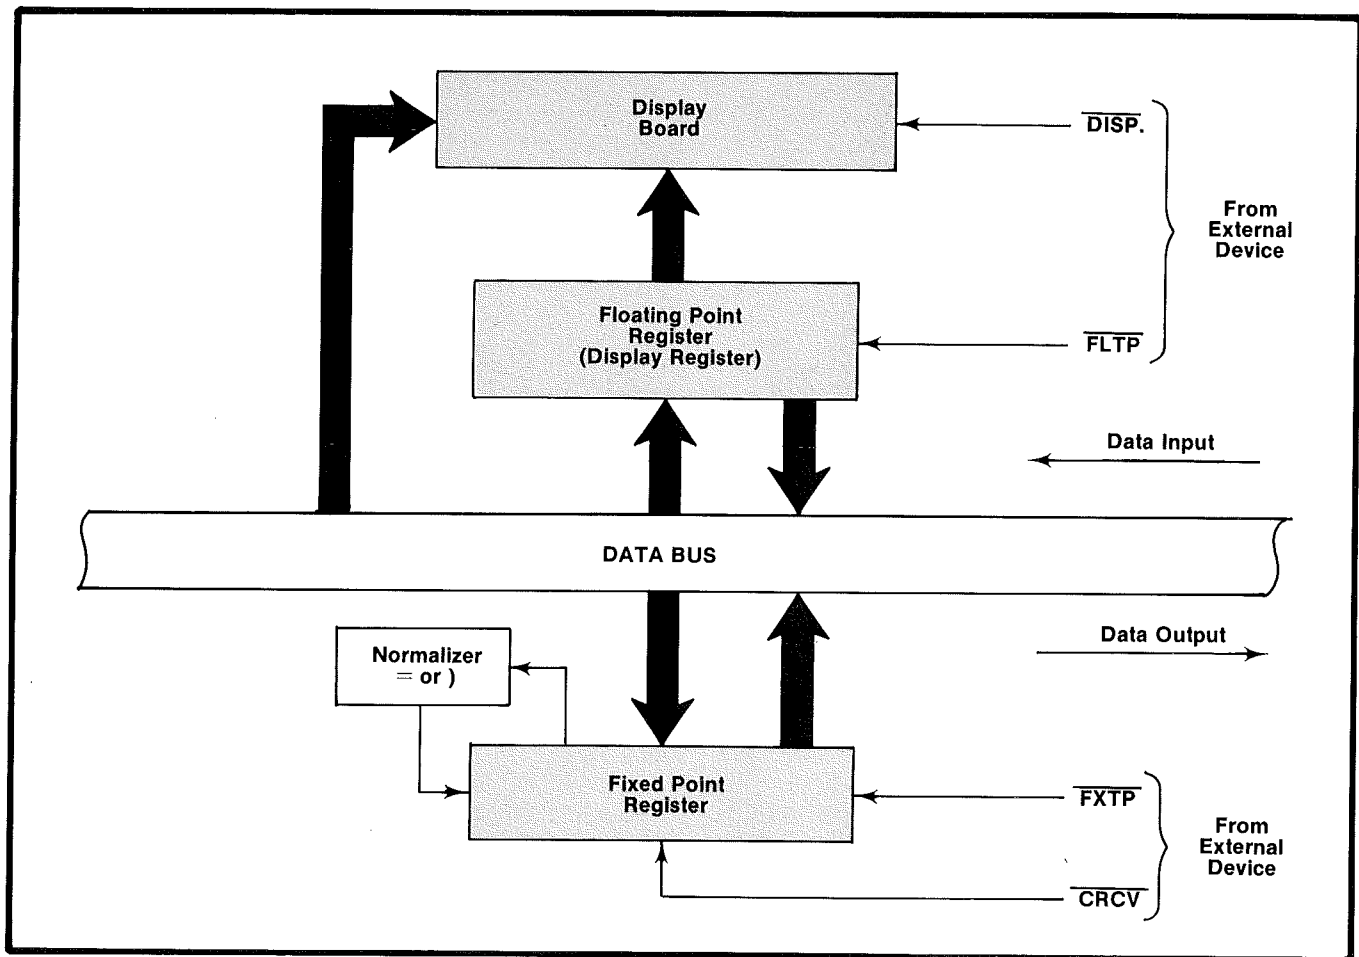 Display
Board
DISP.
From
External
Device
Floating Point
Register
(Display Register)
FLTP
Data Input
DATA BUS
Data Output
Normalizer
= or )
Fixed Point
Register
FXTP
From
External
Device
CRCV